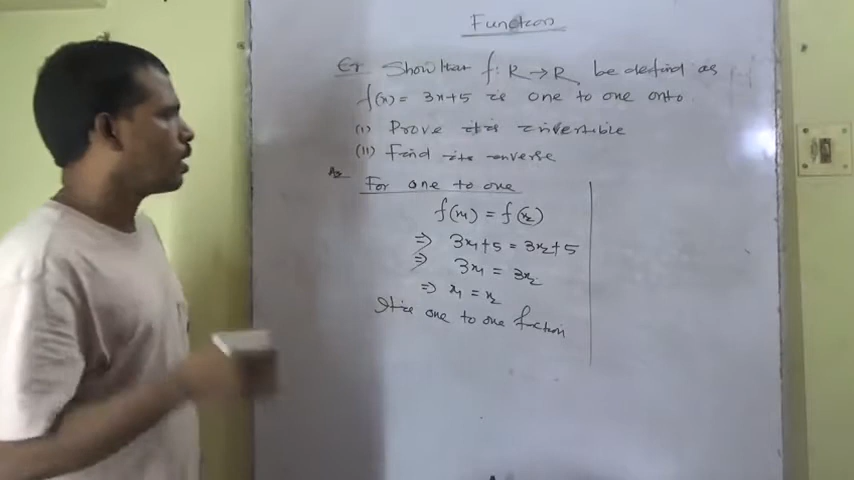 Function
Ex Show that f: R → R be defind as
f(x) = 3x+5 is one to one onto
(i) Prove it is invertible
(ii) Find its inverse
As For one to one
f(x₁) = f(x₂)
⇒ 3x₁+5 = 3x₂+5
⇒ 3x₁ = 3x₂
⇒ x₁ = x₂
It is one to one function